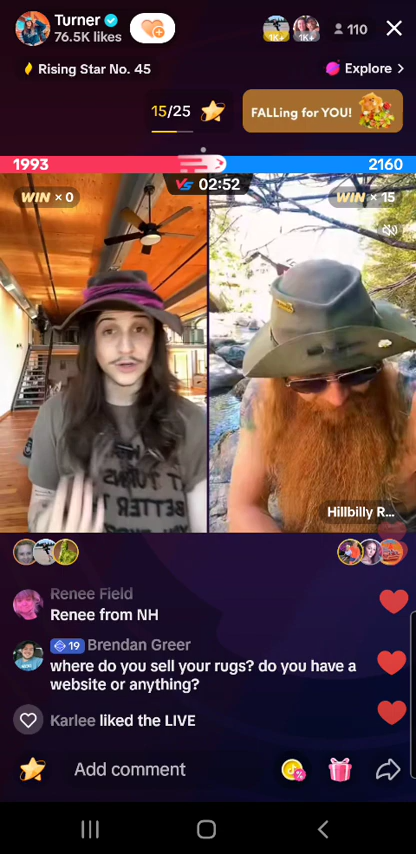 Turner
76.5K likes
1K+
1K+
110
Rising Star No. 45
Explore >
15/25
FALLing for YOU!
1993
2160
VS 02:52
WIN × 0
WIN × 15
Hillbilly R...
Renee Field
Renee from NH
19 Brendan Greer
where do you sell your rugs? do you have a
website or anything?
Karlee liked the LIVE
Add comment